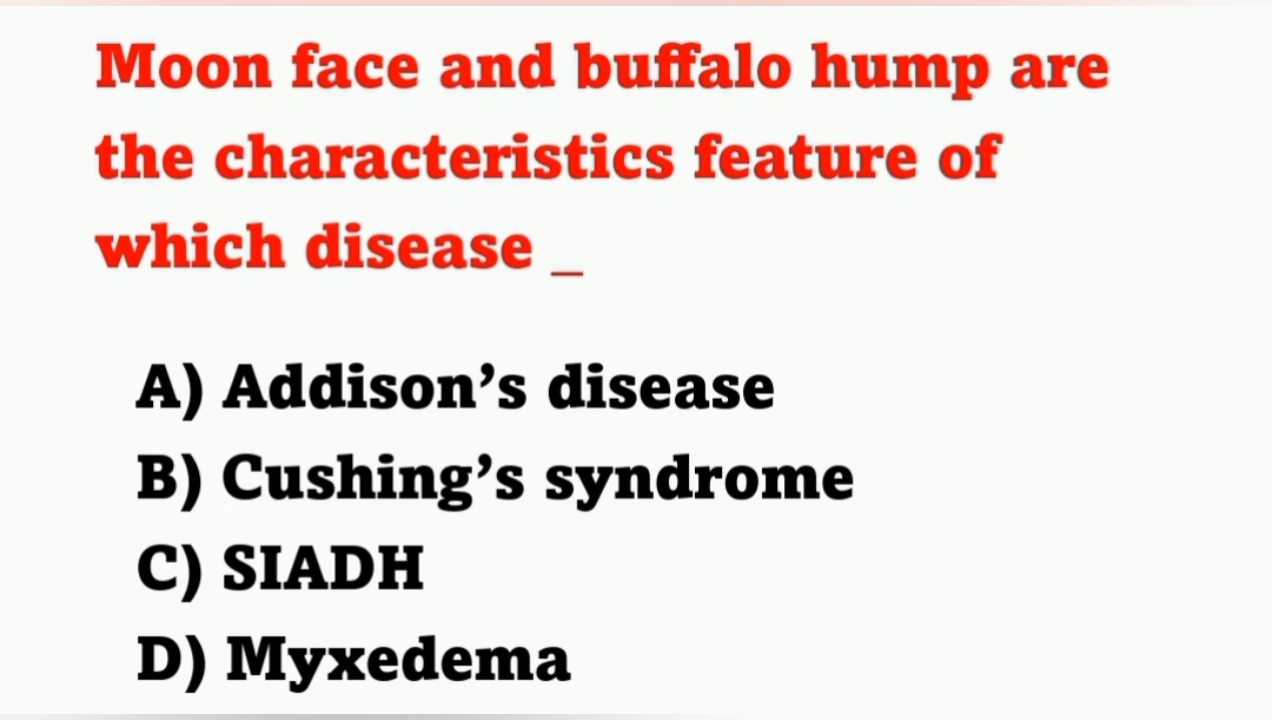 Moon face and buffalo hump are
the characteristics feature of
which disease _
A) Addison’s disease
B) Cushing’s syndrome
C) SIADH
D) Myxedema